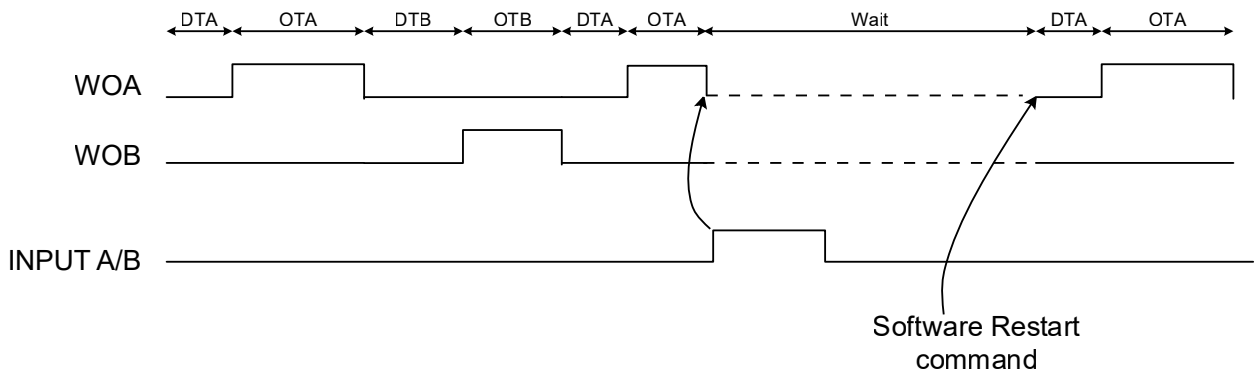 DTA OTA DTB OTB DTA OTA Wait DTA OTA
WOA
WOB
INPUT A/B
Software Restart
command